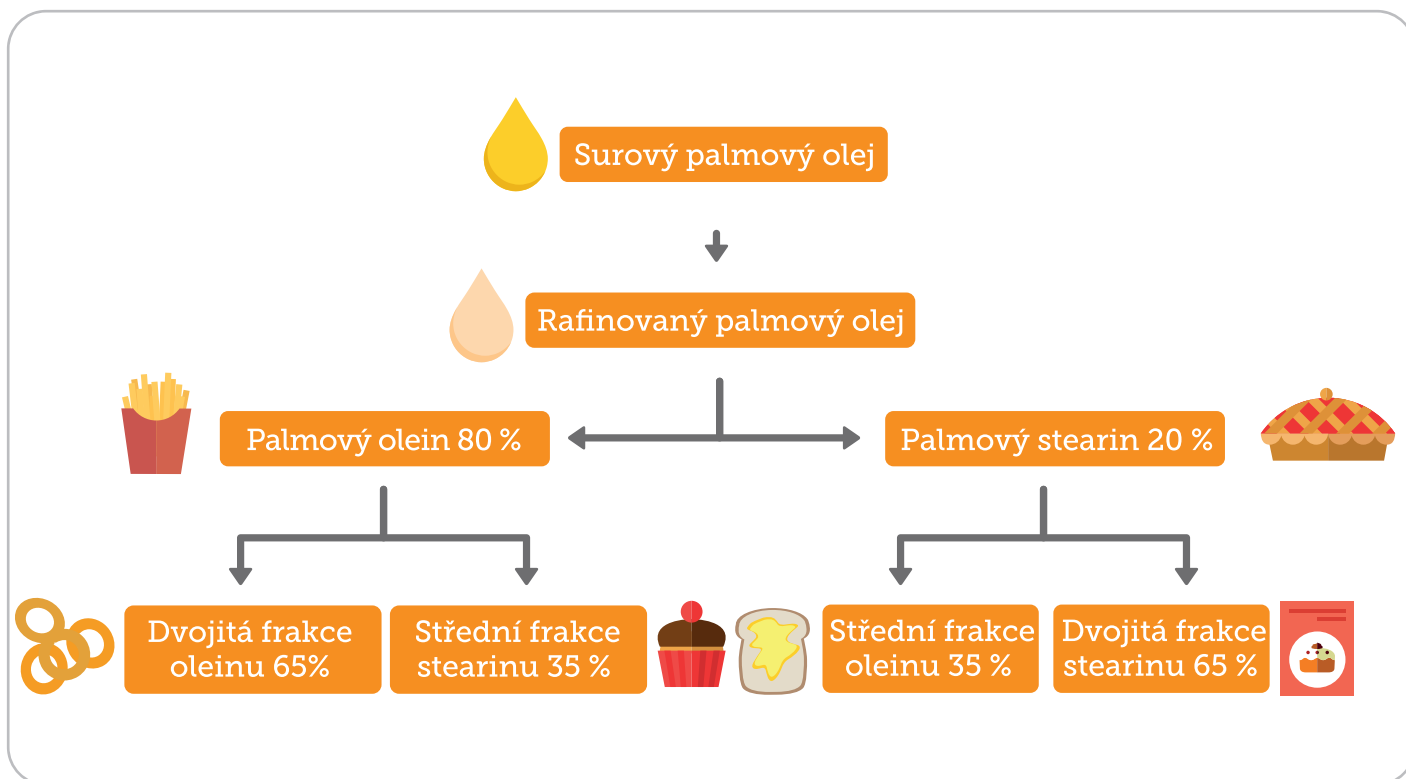 Surový palmový olej
Rafinovaný palmový olej
Palmový olein 80 %
Palmový stearin 20 %
Dvojitá frakce
oleinu 65%
Střední frakce
stearinu 35 %
Střední frakce
oleinu 35 %
Dvojitá frakce
stearinu 65 %